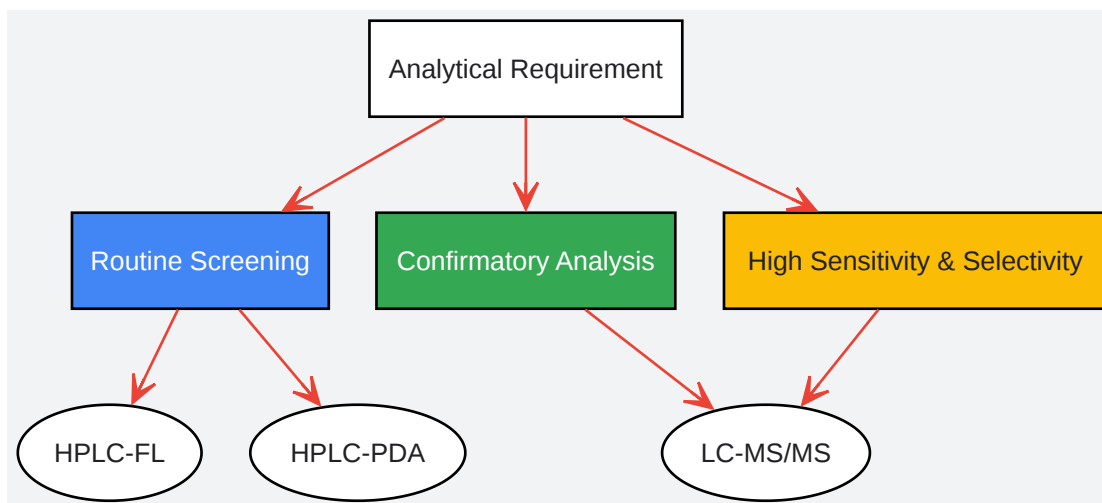 Analytical Requirement
Routine Screening
Confirmatory Analysis
High Sensitivity & Selectivity
HPLC-FL
HPLC-PDA
LC-MS/MS